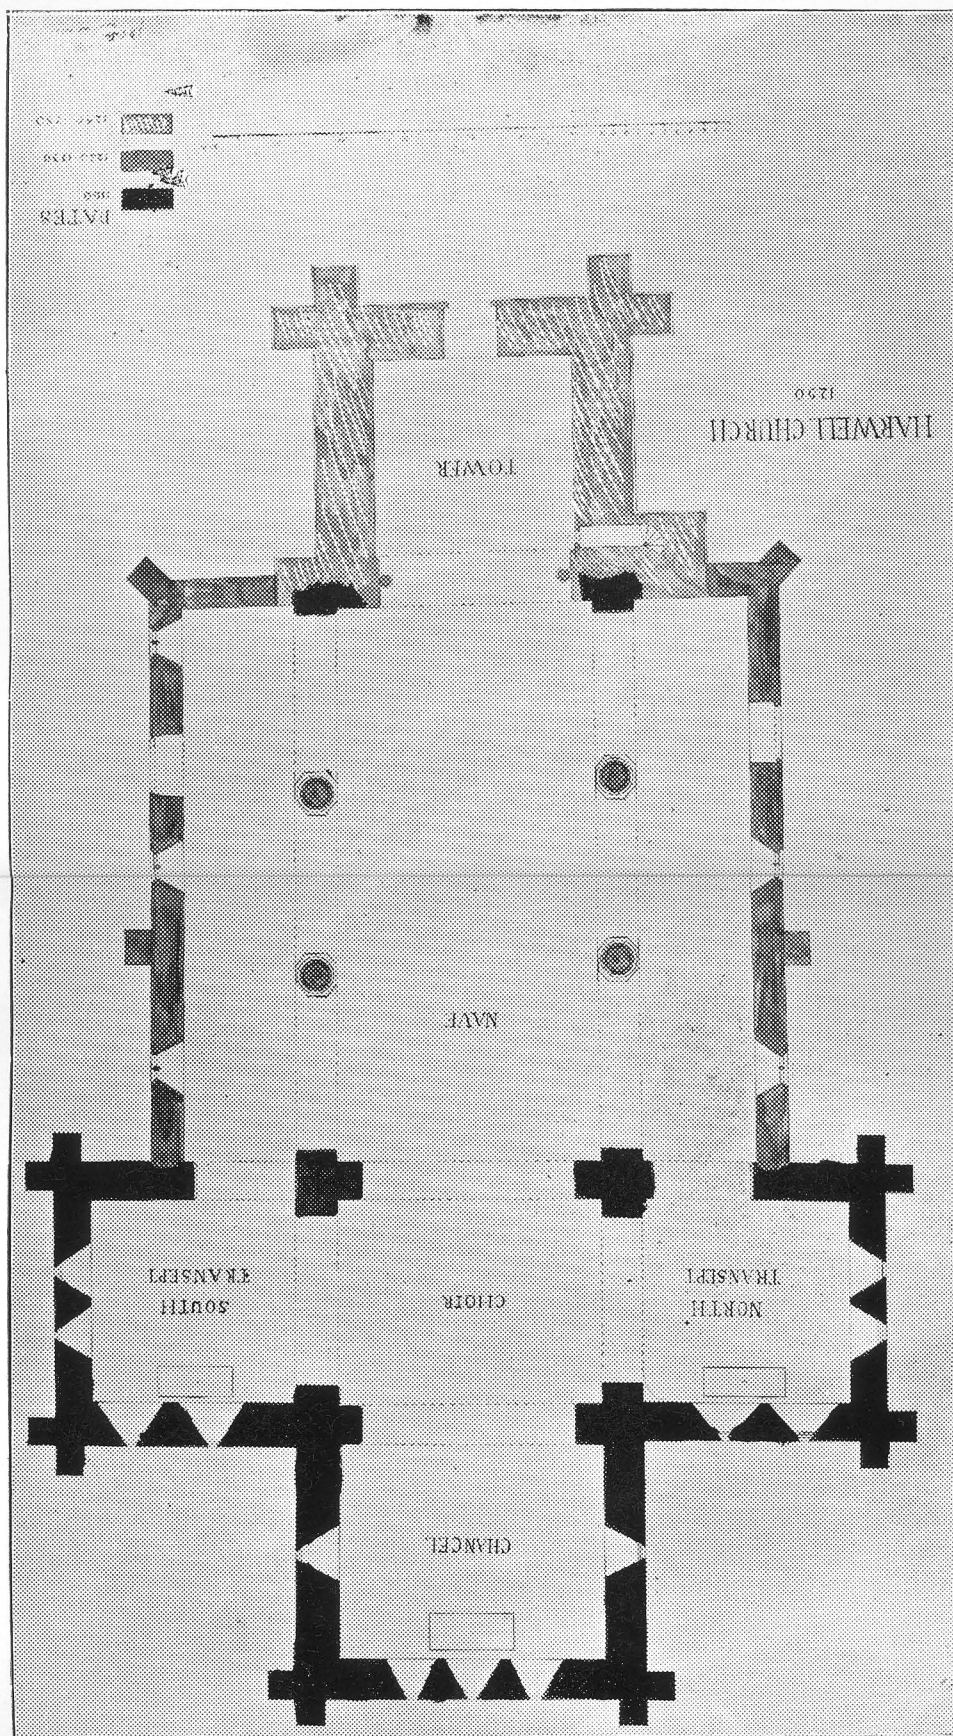 CHANCEL
NORTH
TRANSEPT
CHOIR
SOUTH
TRANSEPT
NAVE
TOWER
HARWELL CHURCH
1250
DATES